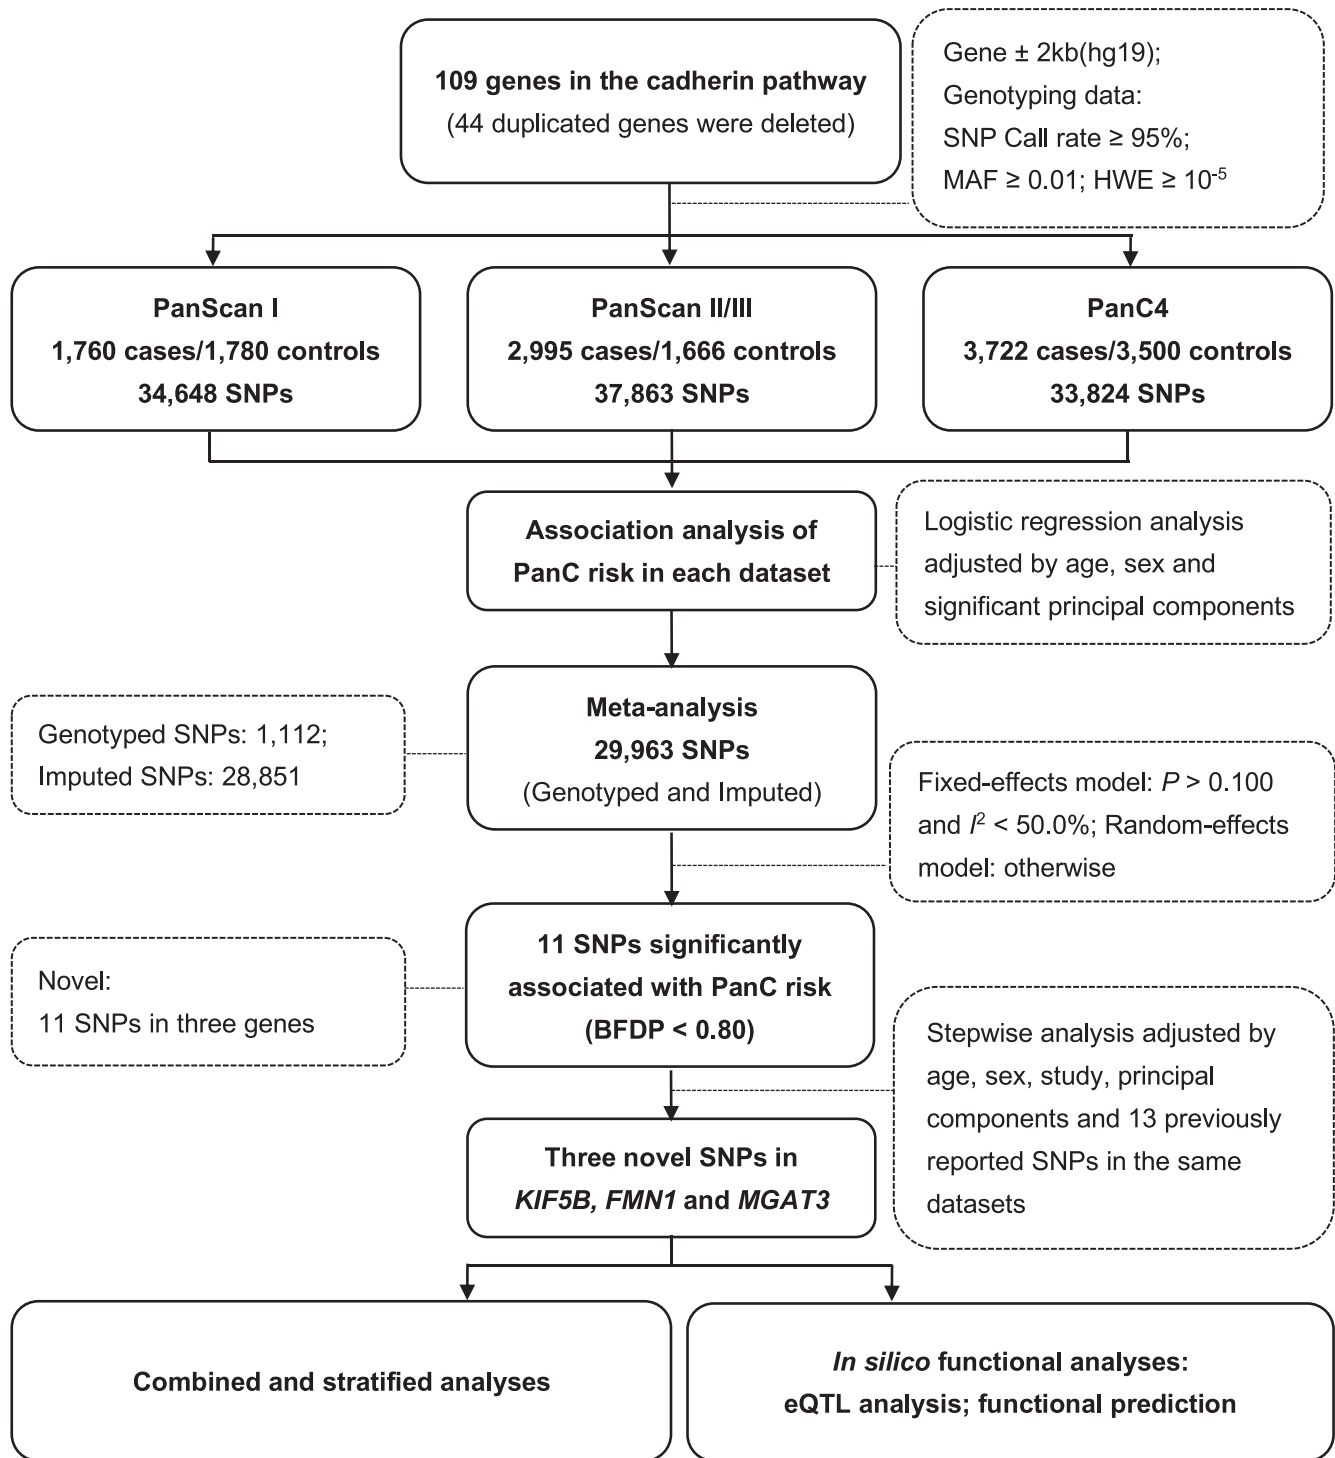 109 genes in the cadherin pathway
(44 duplicated genes were deleted)
Gene ± 2kb(hg19);
Genotyping data:
SNP Call rate ≥ 95%;
MAF ≥ 0.01; HWE ≥ 10⁻⁵
PanScan I
1,760 cases/1,780 controls
34,648 SNPs
PanScan II/III
2,995 cases/1,666 controls
37,863 SNPs
PanC4
3,722 cases/3,500 controls
33,824 SNPs
Association analysis of
PanC risk in each dataset
Logistic regression analysis
adjusted by age, sex and
significant principal components
Meta-analysis
29,963 SNPs
(Genotyped and Imputed)
Genotyped SNPs: 1,112;
Imputed SNPs: 28,851
Fixed-effects model: P > 0.100
and I² < 50.0%; Random-effects
model: otherwise
11 SNPs significantly
associated with PanC risk
(BFDP < 0.80)
Novel:
11 SNPs in three genes
Stepwise analysis adjusted by
age, sex, study, principal
components and 13 previously
reported SNPs in the same
datasets
Three novel SNPs in
KIF5B, FMN1 and MGAT3
Combined and stratified analyses
In silico functional analyses:
eQTL analysis; functional prediction